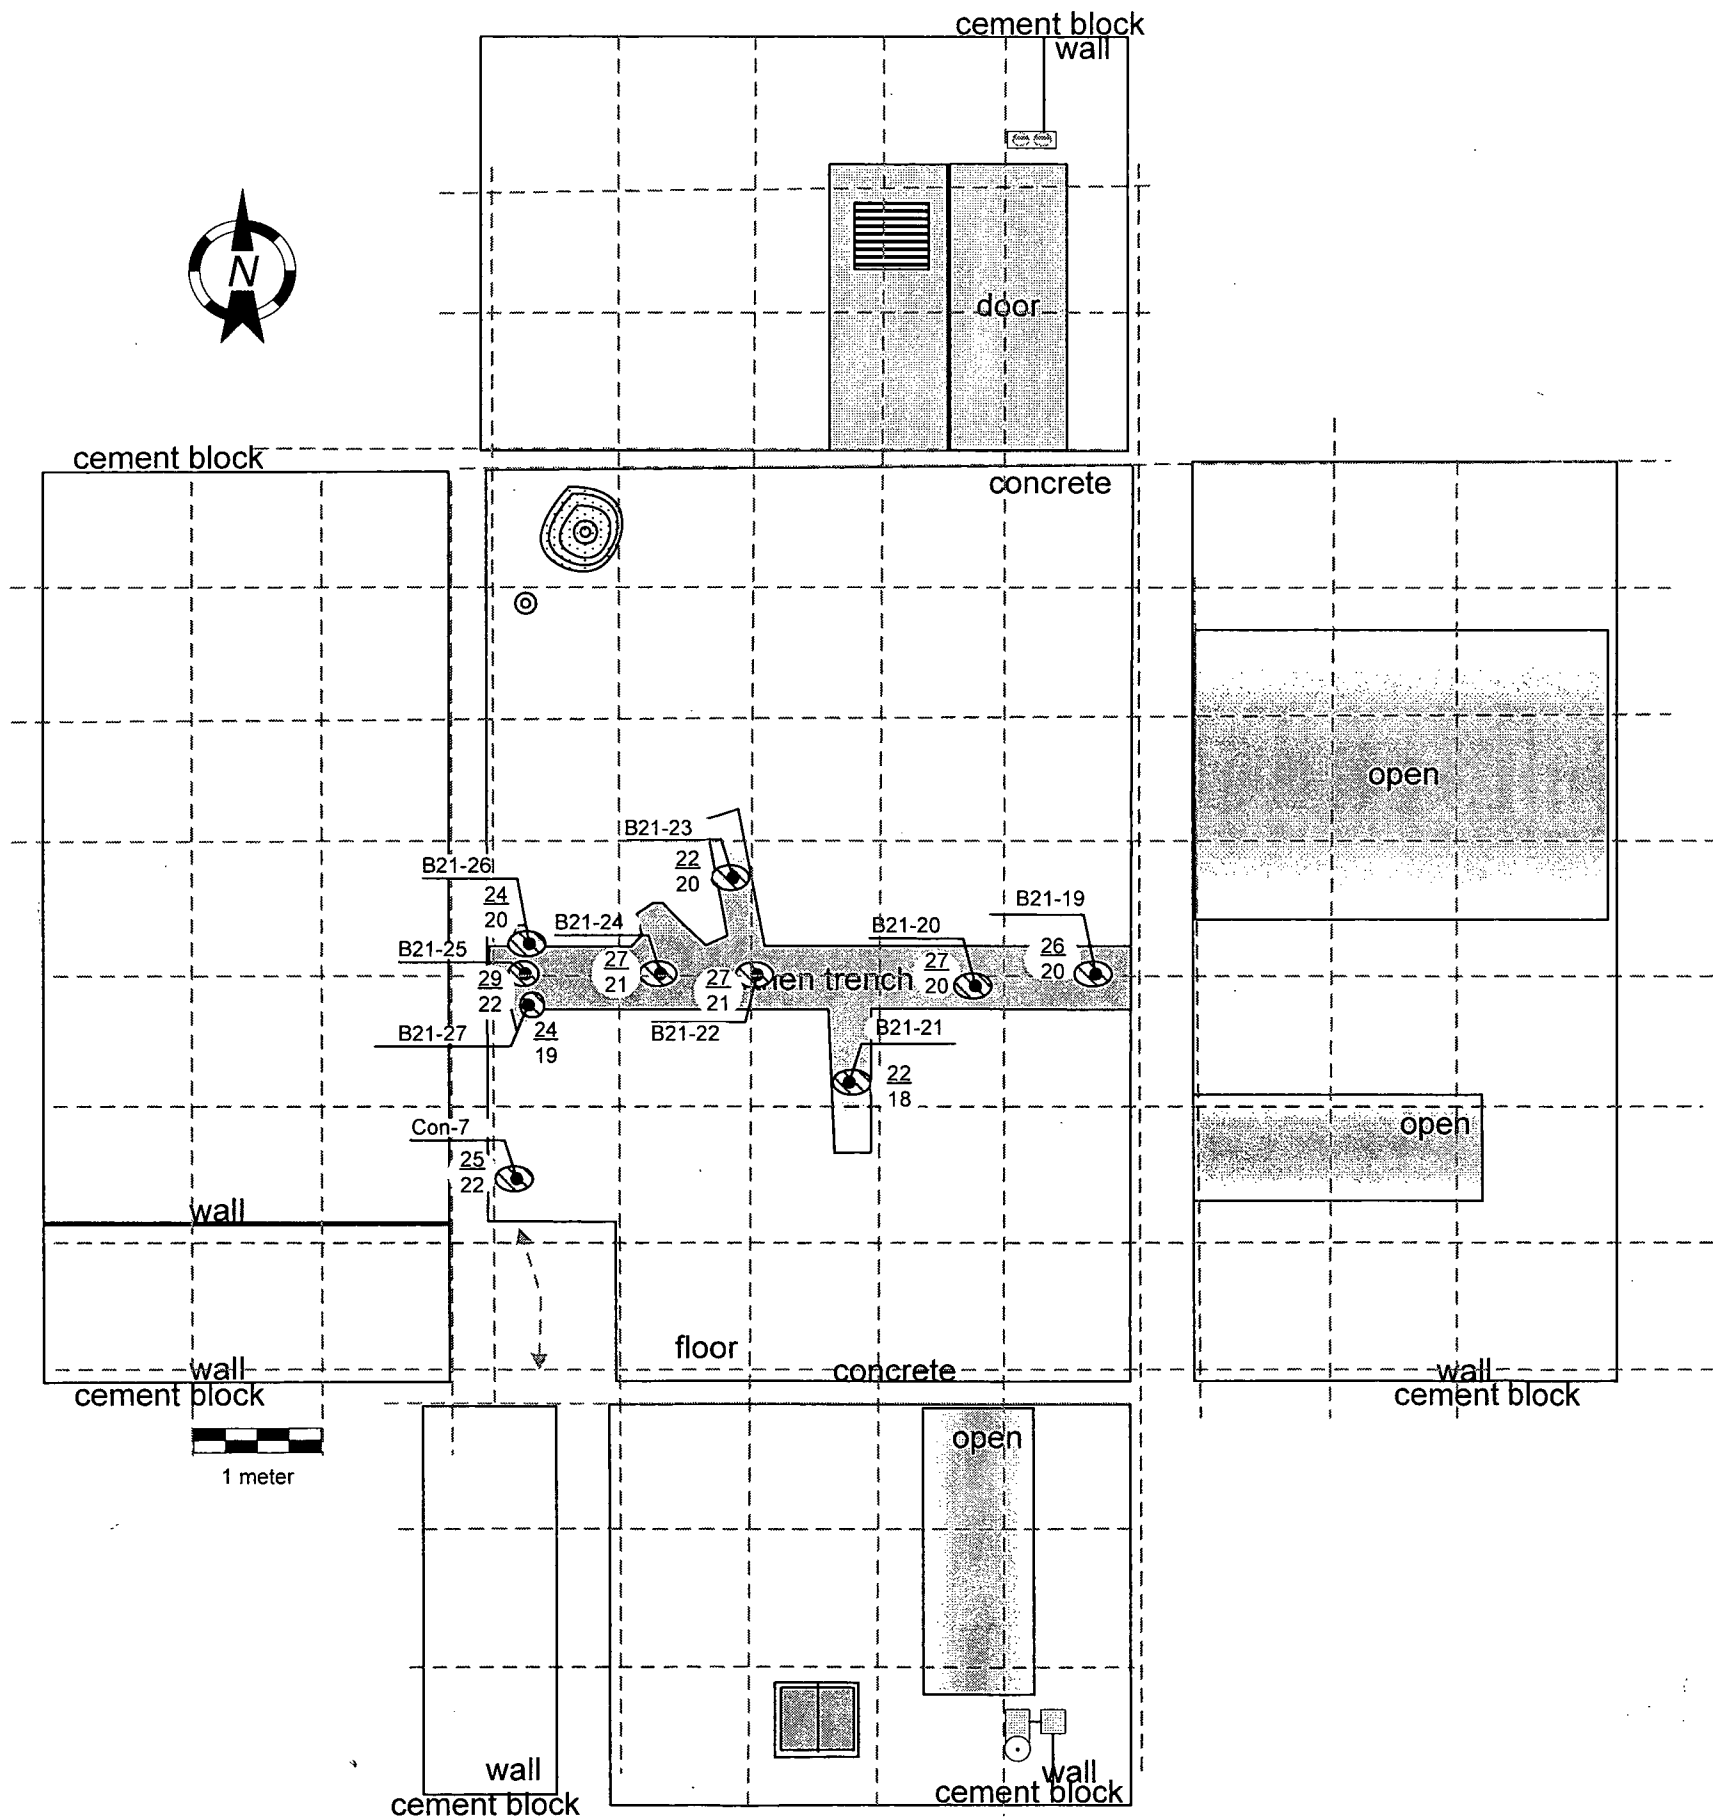 cement block
wall
N
door
cement block
concrete
open
B21-23
22
20
B21-26
24
20
B21-19
B21-24
B21-20
B21-25
26
20
27
21
27
20
29
22
27
21
trench
B21-27
24
19
B21-22
B21-21
22
18
open
Con-7
25
22
wall
floor
wall
concrete
wall
cement block
cement block
open
1 meter
wall
wall
cement block
cement block